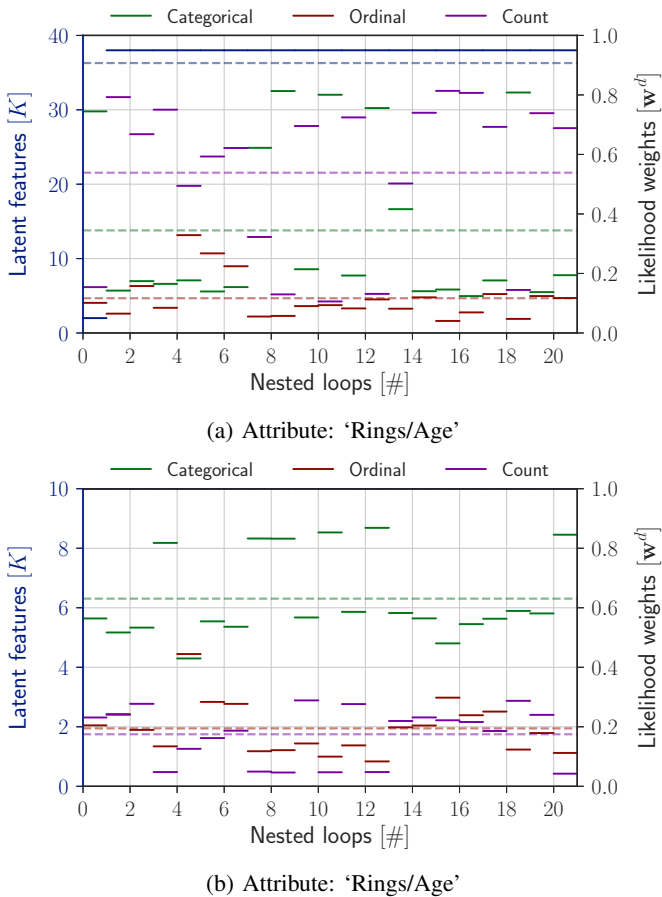 Categorical Ordinal Count
40 1.0
30 0.8
20 0.6
10 0.4
0 0.2
0.0
Latent features [K]
Likelihood weights [w^d]
0 2 4 6 8 10 12 14 16 18 20
Nested loops [#]
(a) Attribute: ‘Rings/Age’
Categorical Ordinal Count
10 1.0
8 0.8
6 0.6
4 0.4
2 0.2
0 0.0
Latent features [K]
Likelihood weights [w^d]
0 2 4 6 8 10 12 14 16 18 20
Nested loops [#]
(b) Attribute: ‘Rings/Age’